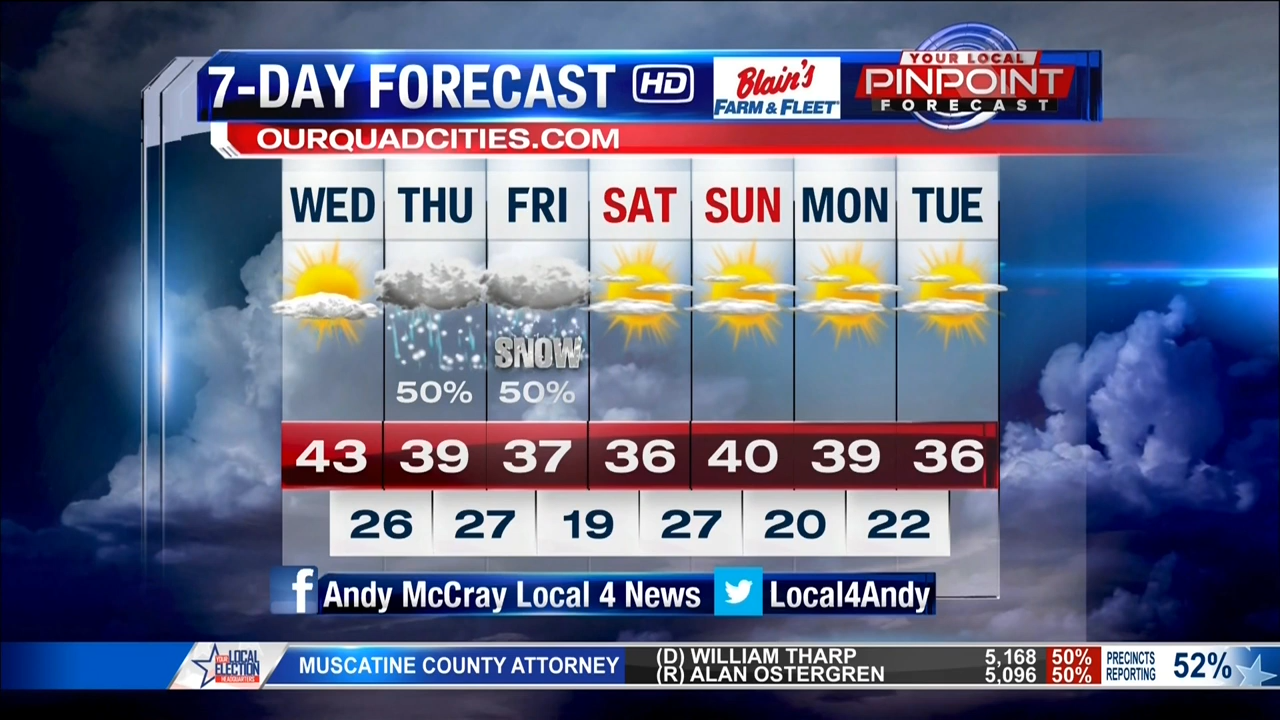 7-DAY FORECAST HD Blain's FARM & FLEET YOUR LOCAL PINPOINT FORECAST
OURQUADCITIES.COM
WED THU FRI SAT SUN MON TUE
SNOW
50% 50%
43 39 37 36 40 39 36
26 27 19 27 20 22
f Andy McCray Local 4 News Local4Andy
YOUR LOCAL ELECTION HEADQUARTERS
MUSCATINE COUNTY ATTORNEY
(D) WILLIAM THARP 5,168 50%
(R) ALAN OSTERGREN 5,096 50%
PRECINCTS REPORTING 52%